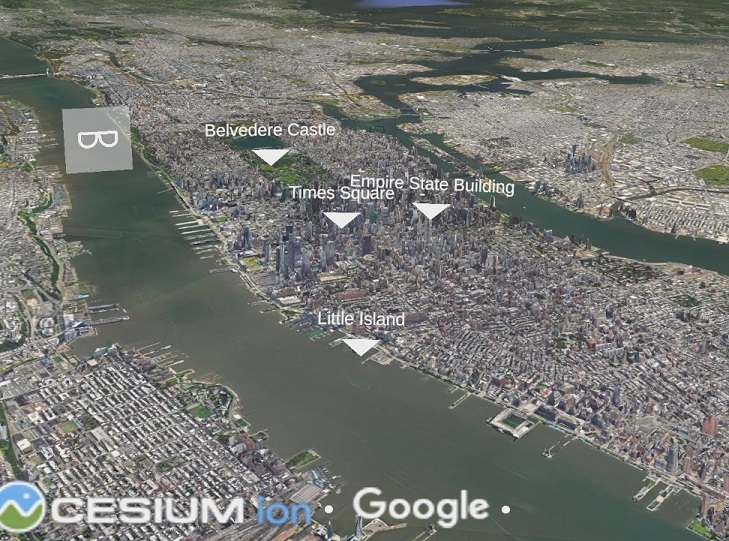 B
Belvedere Castle
Empire State Building
Times Square
Little Island
CESIUM ion • Google •